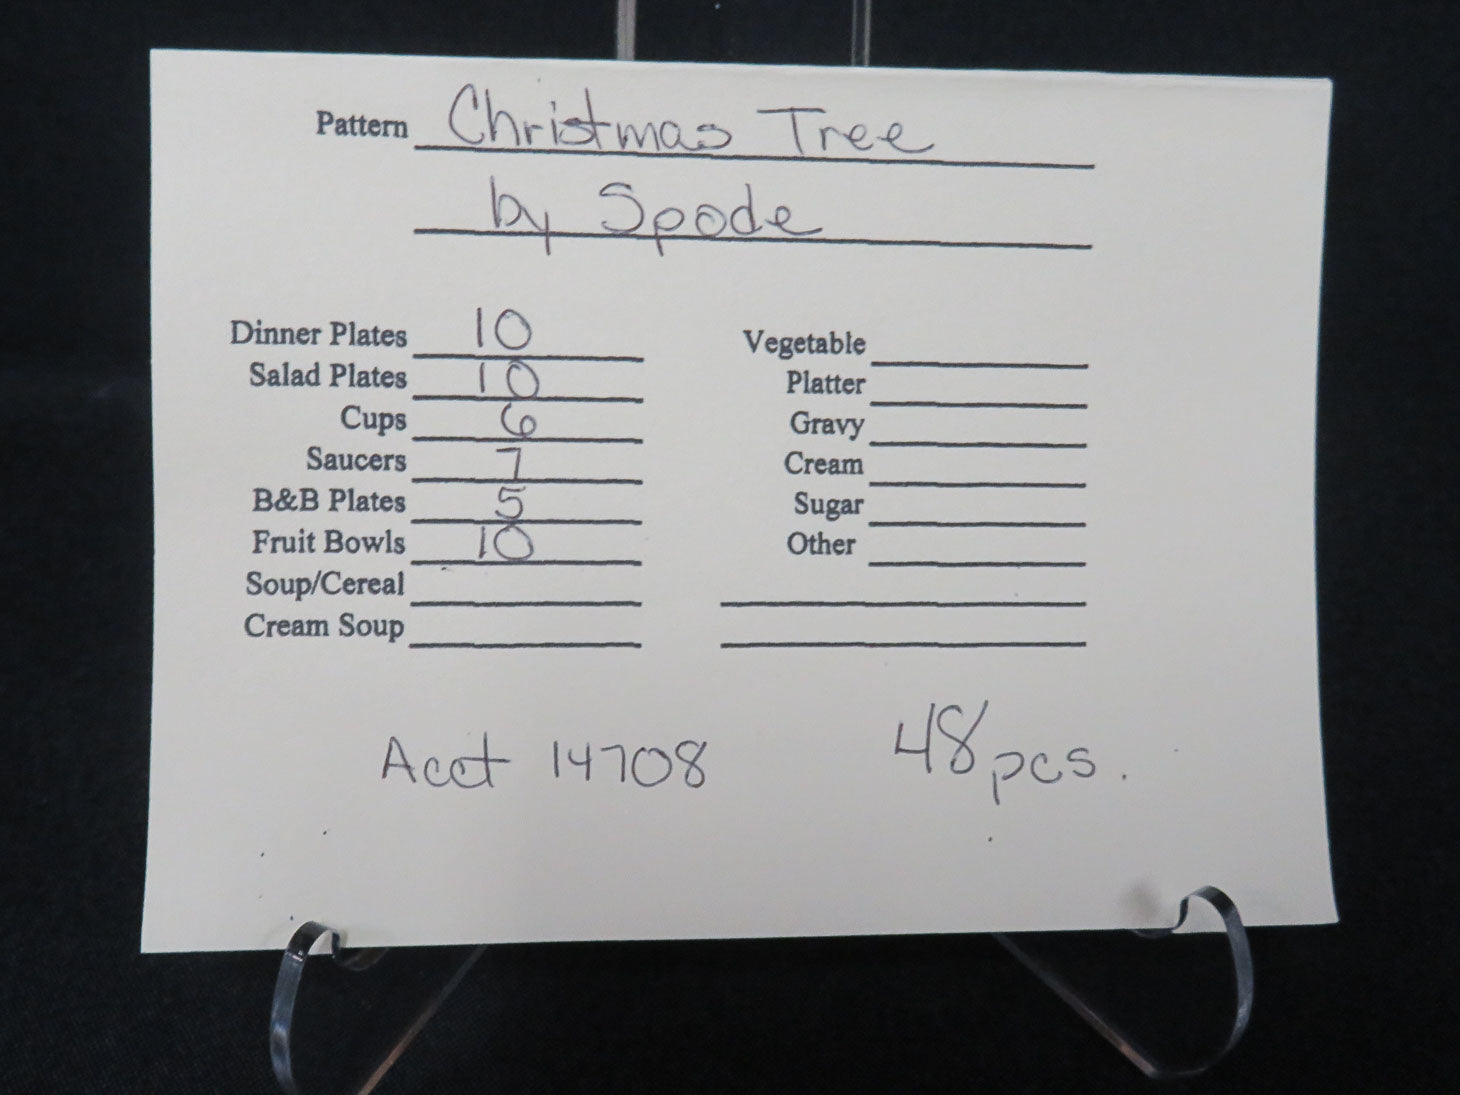 Pattern Christmas Tree
by Spode
Dinner Plates 10
Salad Plates 10
Cups 6
Saucers 7
B&B Plates 5
Fruit Bowls 10
Soup/Cereal
Cream Soup
Vegetable
Platter
Gravy
Cream
Sugar
Other
Acct 14708
48 pcs.